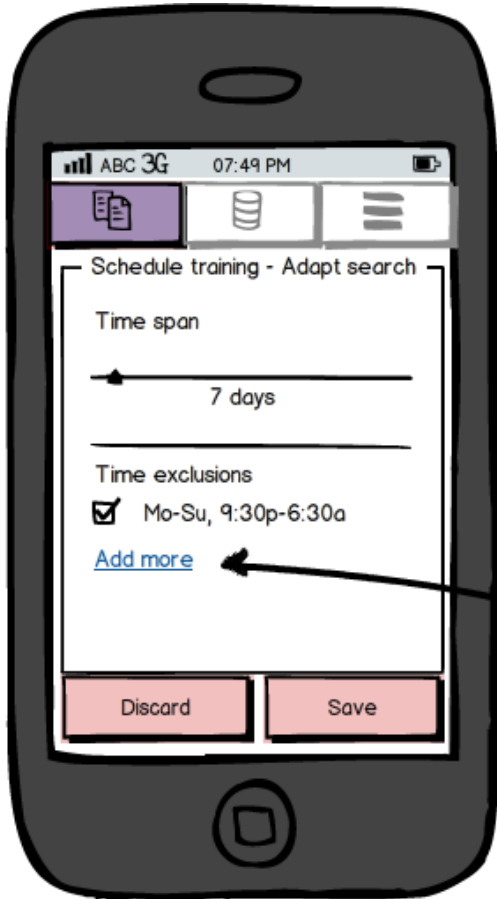 ABC 3G 07:49 PM
Schedule training - Adapt search
Time span
7 days
Time exclusions
Mo-Su, 9:30p-6:30a
Add more
Discard Save